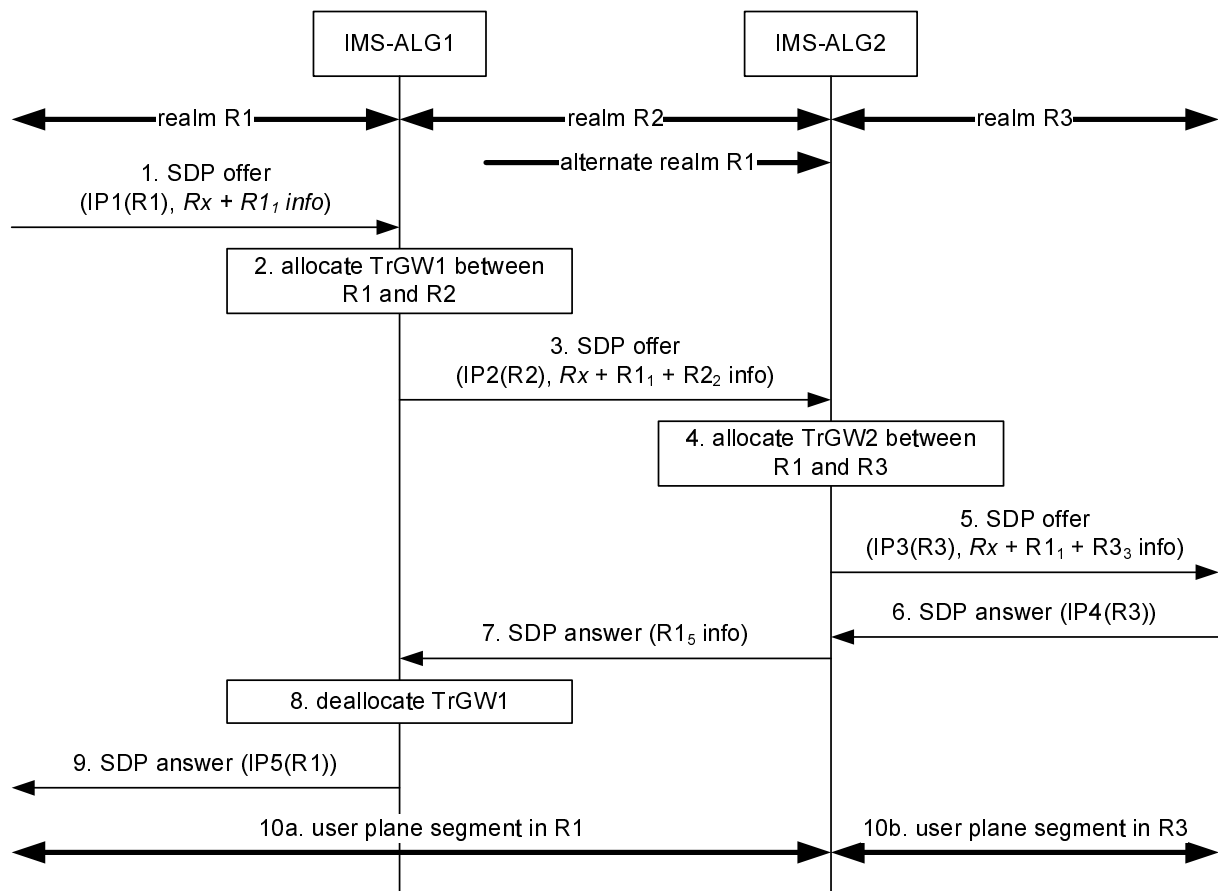 IMS-ALG1
IMS-ALG2
realm R1
realm R2
realm R3
alternate realm R1
1. SDP offer
(IP1(R1), Rx + R1₁ info)
2. allocate TrGW1 between
R1 and R2
3. SDP offer
(IP2(R2), Rx + R1₁ + R2₂ info)
4. allocate TrGW2 between
R1 and R3
5. SDP offer
(IP3(R3), Rx + R1₁ + R3₃ info)
6. SDP answer (IP4(R3))
7. SDP answer (R1₅ info)
8. deallocate TrGW1
9. SDP answer (IP5(R1))
10a. user plane segment in R1
10b. user plane segment in R3